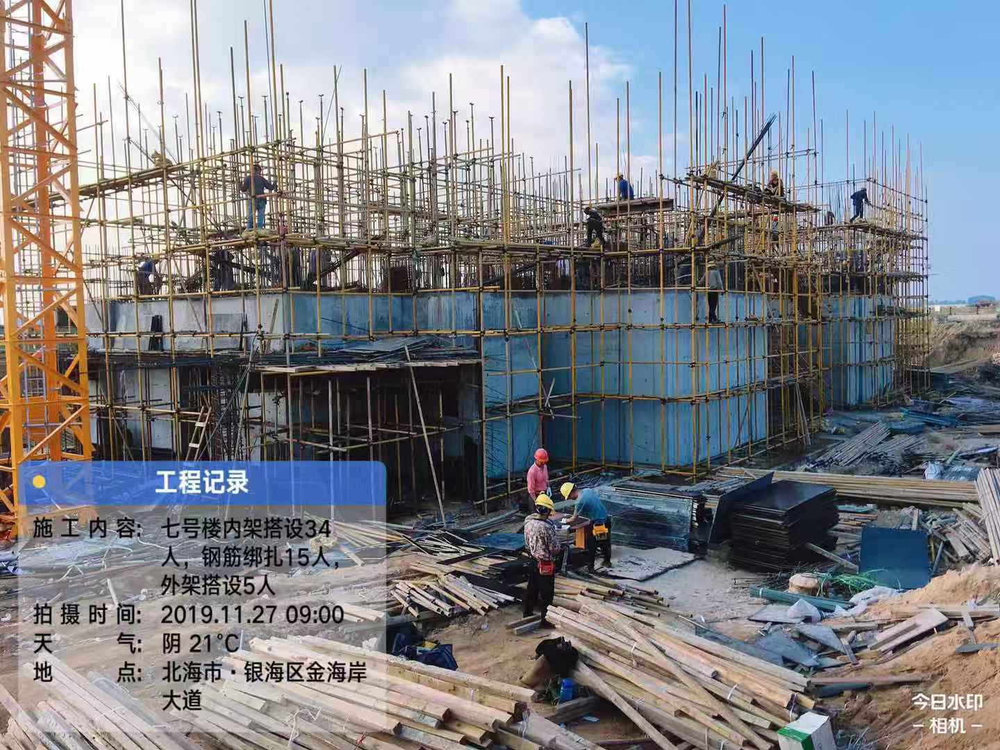 工程记录
施工内容: 七号楼内架搭设34
人，钢筋绑扎15人，
外架搭设5人
拍摄时间: 2019.11.27 09:00
天气: 阴 21°C
地点: 北海市·银海区金海岸
大道
今日水印
－相机－